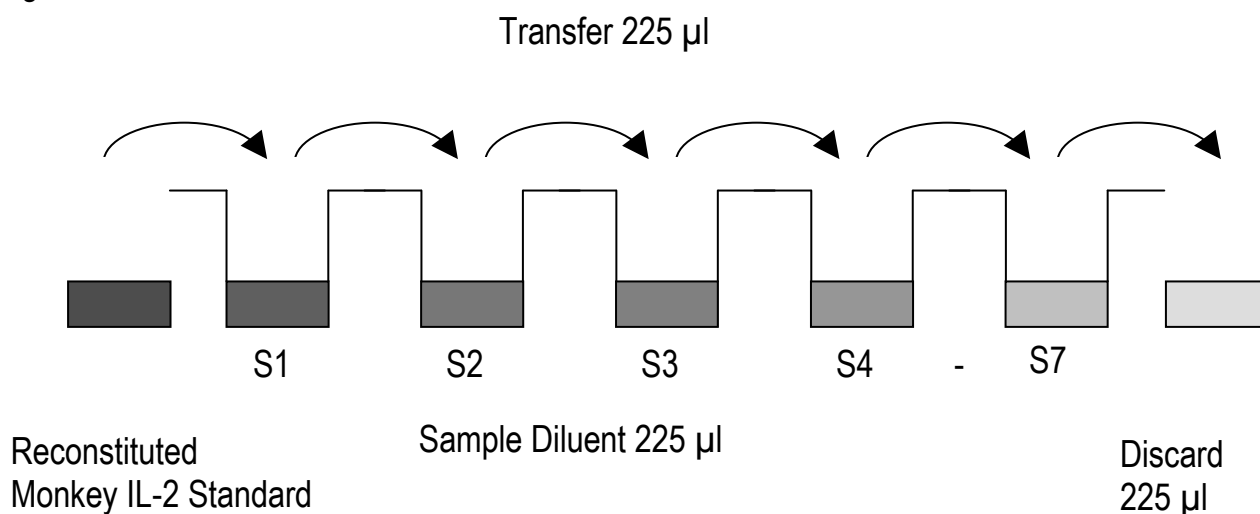 Transfer 225 µl
S1 S2 S3 S4 - S7
Reconstituted
Monkey IL-2 Standard
Sample Diluent 225 µl
Discard
225 µl